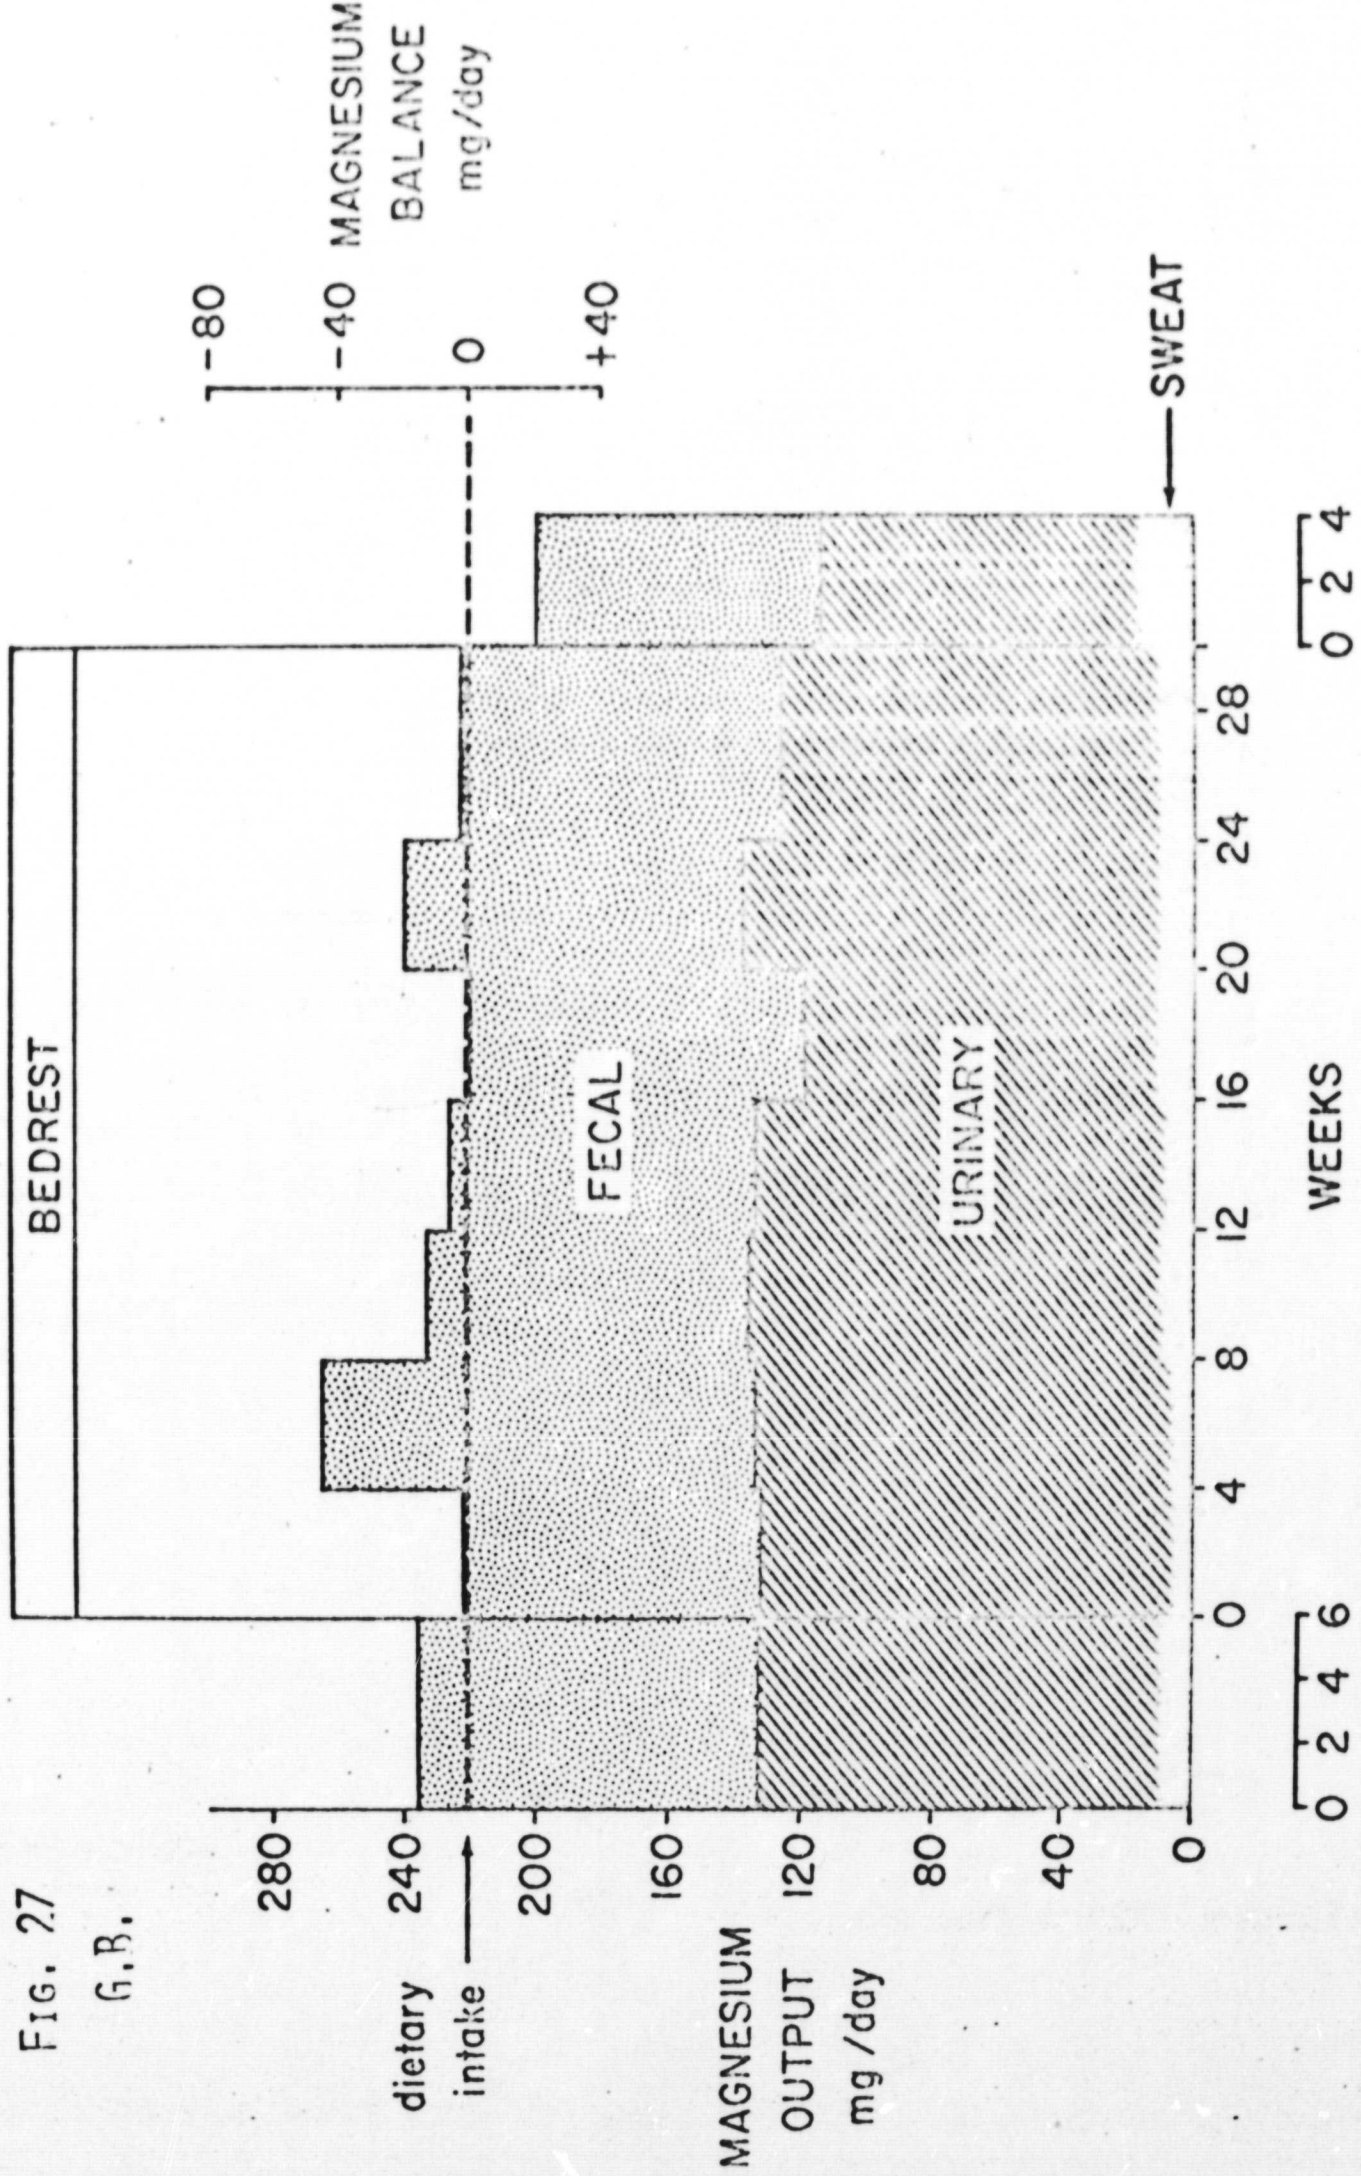 FIG. 27
G.B.
BEDREST
280
240
200
160
120
80
40
0
dietary
intake
MAGNESIUM
OUTPUT
mg/day
-80
-40
0
+40
MAGNESIUM
BALANCE
mg/day
FECAL
URINARY
SWEAT
0 4 8 12 16 20 24 28
0 2 4 6
WEEKS
0 2 4